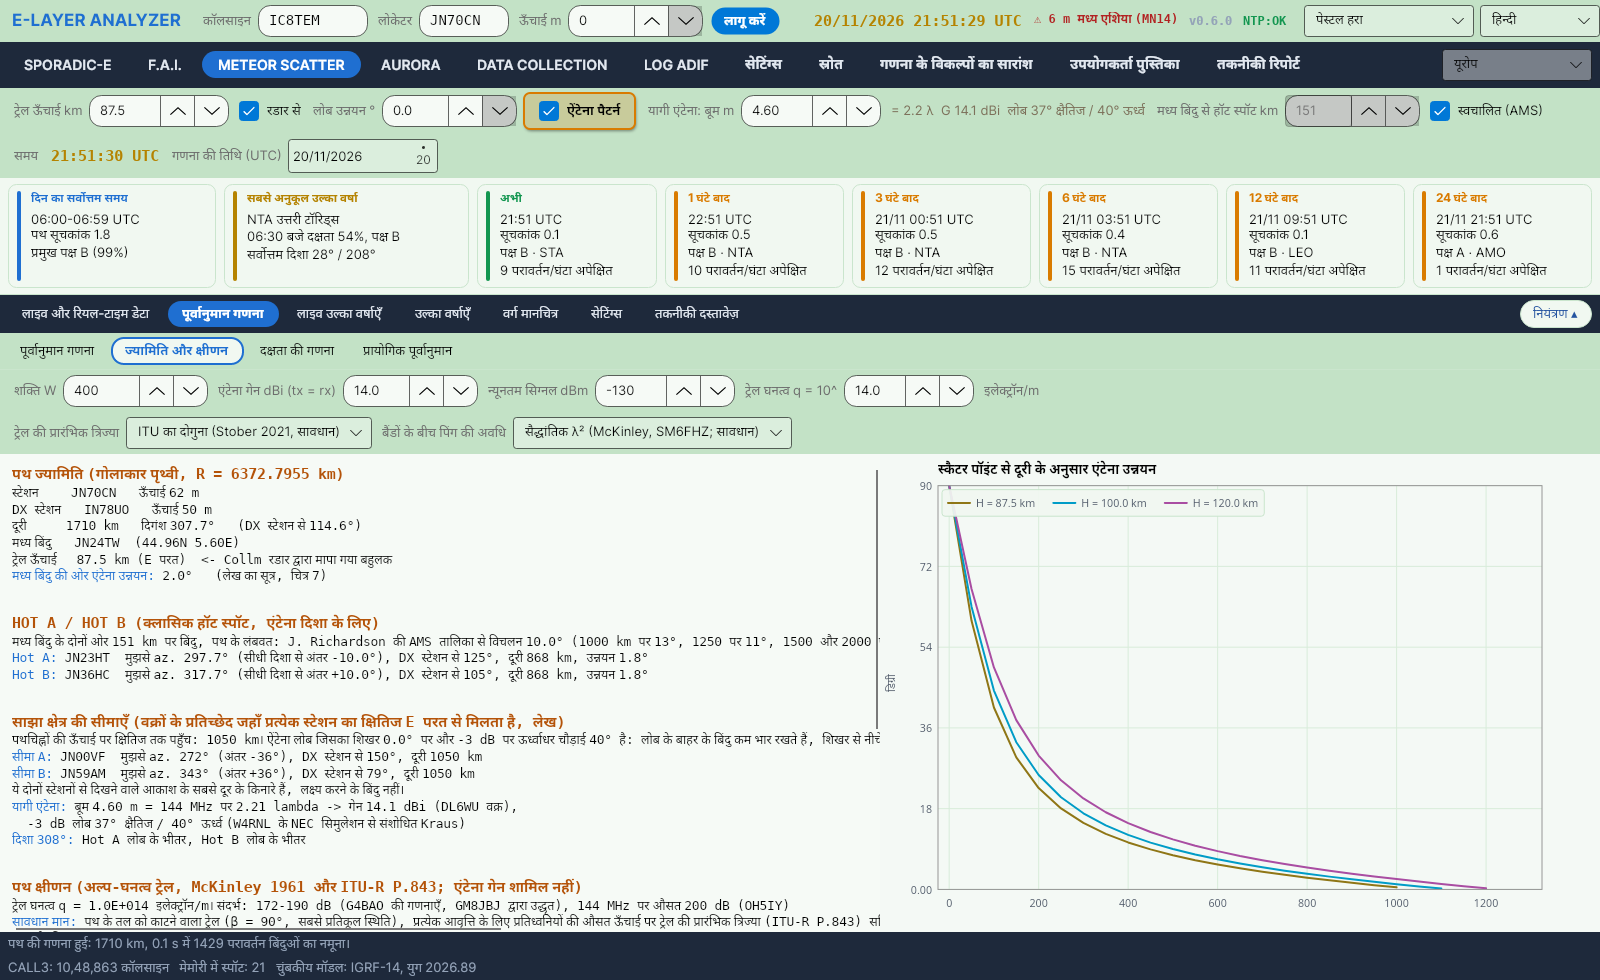 E-LAYER ANALYZER कॉलसाइन IC8TEM लोकेटर JN70CN ऊँचाई m 0 लागू करें 20/11/2026 21:51:29 UTC ⚠ 6 m मध्य एशिया (MN14) v0.6.0 NTP:OK पेस्टल हरा हिन्दी
SPORADIC-E F.A.I. METEOR SCATTER AURORA DATA COLLECTION LOG ADIF सेटिंग्स स्रोत गणना के विकल्पों का सारांश उपयोगकर्ता पुस्तिका तकनीकी रिपोर्ट यूरोप
ट्रेल ऊँचाई km 87.5 रडार से लोब उन्नयन ° 0.0 ऐंटेना पैटर्न यागी एंटेना: बूम m 4.60 = 2.2 λ G 14.1 dBi लोब 37° क्षैतिज / 40° ऊर्ध्व मध्य बिंदु से हॉट स्पॉट km 151 स्वचालित (AMS)
समय 21:51:30 UTC गणना की तिथि (UTC) 20/11/2026 20
दिन का सर्वोत्तम समय
06:00-06:59 UTC
पथ सूचकांक 1.8
प्रमुख पक्ष B (99%)
सबसे अनुकूल उल्का वर्षा
NTA उत्तरी टॉरिड्स
06:30 बजे दक्षता 54%, पक्ष B
सर्वोत्तम दिशा 28° / 208°
अभी
21:51 UTC
सूचकांक 0.1
पक्ष B · STA
9 परावर्तन/घंटा अपेक्षित
1 घंटे बाद
22:51 UTC
सूचकांक 0.5
पक्ष B · NTA
10 परावर्तन/घंटा अपेक्षित
3 घंटे बाद
21/11 00:51 UTC
सूचकांक 0.5
पक्ष B · NTA
12 परावर्तन/घंटा अपेक्षित
6 घंटे बाद
21/11 03:51 UTC
सूचकांक 0.4
पक्ष B · NTA
15 परावर्तन/घंटा अपेक्षित
12 घंटे बाद
21/11 09:51 UTC
सूचकांक 0.1
पक्ष B · LEO
11 परावर्तन/घंटा अपेक्षित
24 घंटे बाद
21/11 21:51 UTC
सूचकांक 0.6
पक्ष A · AMO
1 परावर्तन/घंटा अपेक्षित
लाइव और रियल-टाइम डेटा पूर्वानुमान गणना लाइव उल्का वर्षाएँ उल्का वर्षाएँ वर्ग मानचित्र सेटिंग्स तकनीकी दस्तावेज़ नियंत्रण ▴
पूर्वानुमान गणना ज्यामिति और क्षीणन दक्षता की गणना प्रायोगिक पूर्वानुमान
शक्ति W 400 एंटेना गेन dBi (tx = rx) 14.0 न्यूनतम सिग्नल dBm -130 ट्रेल घनत्व q = 10^ 14.0 इलेक्ट्रॉन/m
ट्रेल की प्रारंभिक त्रिज्या ITU का दोगुना (Stober 2021, सावधान) बैंडों के बीच पिंग की अवधि सैद्धांतिक λ² (McKinley, SM6FHZ; सावधान)
पथ ज्यामिति (गोलाकार पृथ्वी, R = 6372.7955 km)
स्टेशन JN70CN ऊँचाई 62 m
DX स्टेशन IN78UO ऊँचाई 50 m
दूरी 1710 km दिगंश 307.7° (DX स्टेशन से 114.6°)
मध्य बिंदु JN24TW (44.96N 5.60E)
ट्रेल ऊँचाई 87.5 km (E परत) <- Collm रडार द्वारा मापा गया बहुलक
मध्य बिंदु की ओर एंटेना उन्नयन: 2.0° (लेख का सूत्र, चित्र 7)
HOT A / HOT B (क्लासिक हॉट स्पॉट, एंटेना दिशा के लिए)
मध्य बिंदु के दोनों ओर 151 km पर बिंदु, पथ के लंबवत: J. Richardson की AMS तालिका से विचलन 10.0° (1000 km पर 13°, 1250 पर 11°, 1500 और 2000
Hot A: JN23HT मुझसे az. 297.7° (सीधी दिशा से अंतर -10.0°), DX स्टेशन से 125°, दूरी 868 km, उन्नयन 1.8°
Hot B: JN36HC मुझसे az. 317.7° (सीधी दिशा से अंतर +10.0°), DX स्टेशन से 105°, दूरी 868 km, उन्नयन 1.8°
साझा क्षेत्र की सीमाएँ (वक्रों के प्रतिच्छेद जहाँ प्रत्येक स्टेशन का क्षितिज E परत से मिलता है, लेख)
पथचिह्नों की ऊँचाई पर क्षितिज तक पहुँच: 1050 km। ऐंटेना लोब जिसका शिखर 0.0° पर और -3 dB पर ऊर्ध्वाधर चौड़ाई 40° है: लोब के बाहर के बिंदु कम भार रखते हैं, शिखर से नीचे
सीमा A: JN00VF मुझसे az. 272° (अंतर -36°), DX स्टेशन से 150°, दूरी 1050 km
सीमा B: JN59AM मुझसे az. 343° (अंतर +36°), DX स्टेशन से 79°, दूरी 1050 km
ये दोनों स्टेशनों से दिखने वाले आकाश के सबसे दूर के किनारे हैं, लक्ष्य करने के बिंदु नहीं।
यागी एंटेना: बूम 4.60 m = 144 MHz पर 2.21 lambda -> गेन 14.1 dBi (DL6WU वक्र),
-3 dB लोब 37° क्षैतिज / 40° ऊर्ध्व (W4RNL के NEC सिमुलेशन से संशोधित Kraus)
दिशा 308°: Hot A लोब के भीतर, Hot B लोब के भीतर
पथ क्षीणन (अल्प-घनत्व ट्रेल, McKinley 1961 और ITU-R P.843; एंटेना गेन शामिल नहीं)
ट्रेल घनत्व q = 1.0E+014 इलेक्ट्रॉन/m। संदर्भ: 172-190 dB (G4BAO की गणनाएँ, GM8JBJ द्वारा उद्धृत), 144 MHz पर औसत 200 dB (OH5IY)
सावधान मान: पथ के तल को काटने वाला ट्रेल (β = 90°, सबसे प्रतिकूल स्थिति), प्रत्येक आवृत्ति के लिए प्रतिध्वनियों की औसत ऊँचाई पर ट्रेल की प्रारंभिक त्रिज्या (ITU-R P.843)
स्कैटर पॉइंट से दूरी के अनुसार एंटेना उन्नयन
H = 87.5 km H = 100.0 km H = 120.0 km
90
72
54
डिग्री
36
18
0.00
0 200 400 600 800 1000 1200
पथ की गणना हुई: 1710 km, 0.1 s में 1429 परावर्तन बिंदुओं का नमूना।
CALL3: 10,48,863 कॉलसाइन मेमोरी में स्पॉट: 21 चुंबकीय मॉडल: IGRF-14, युग 2026.89